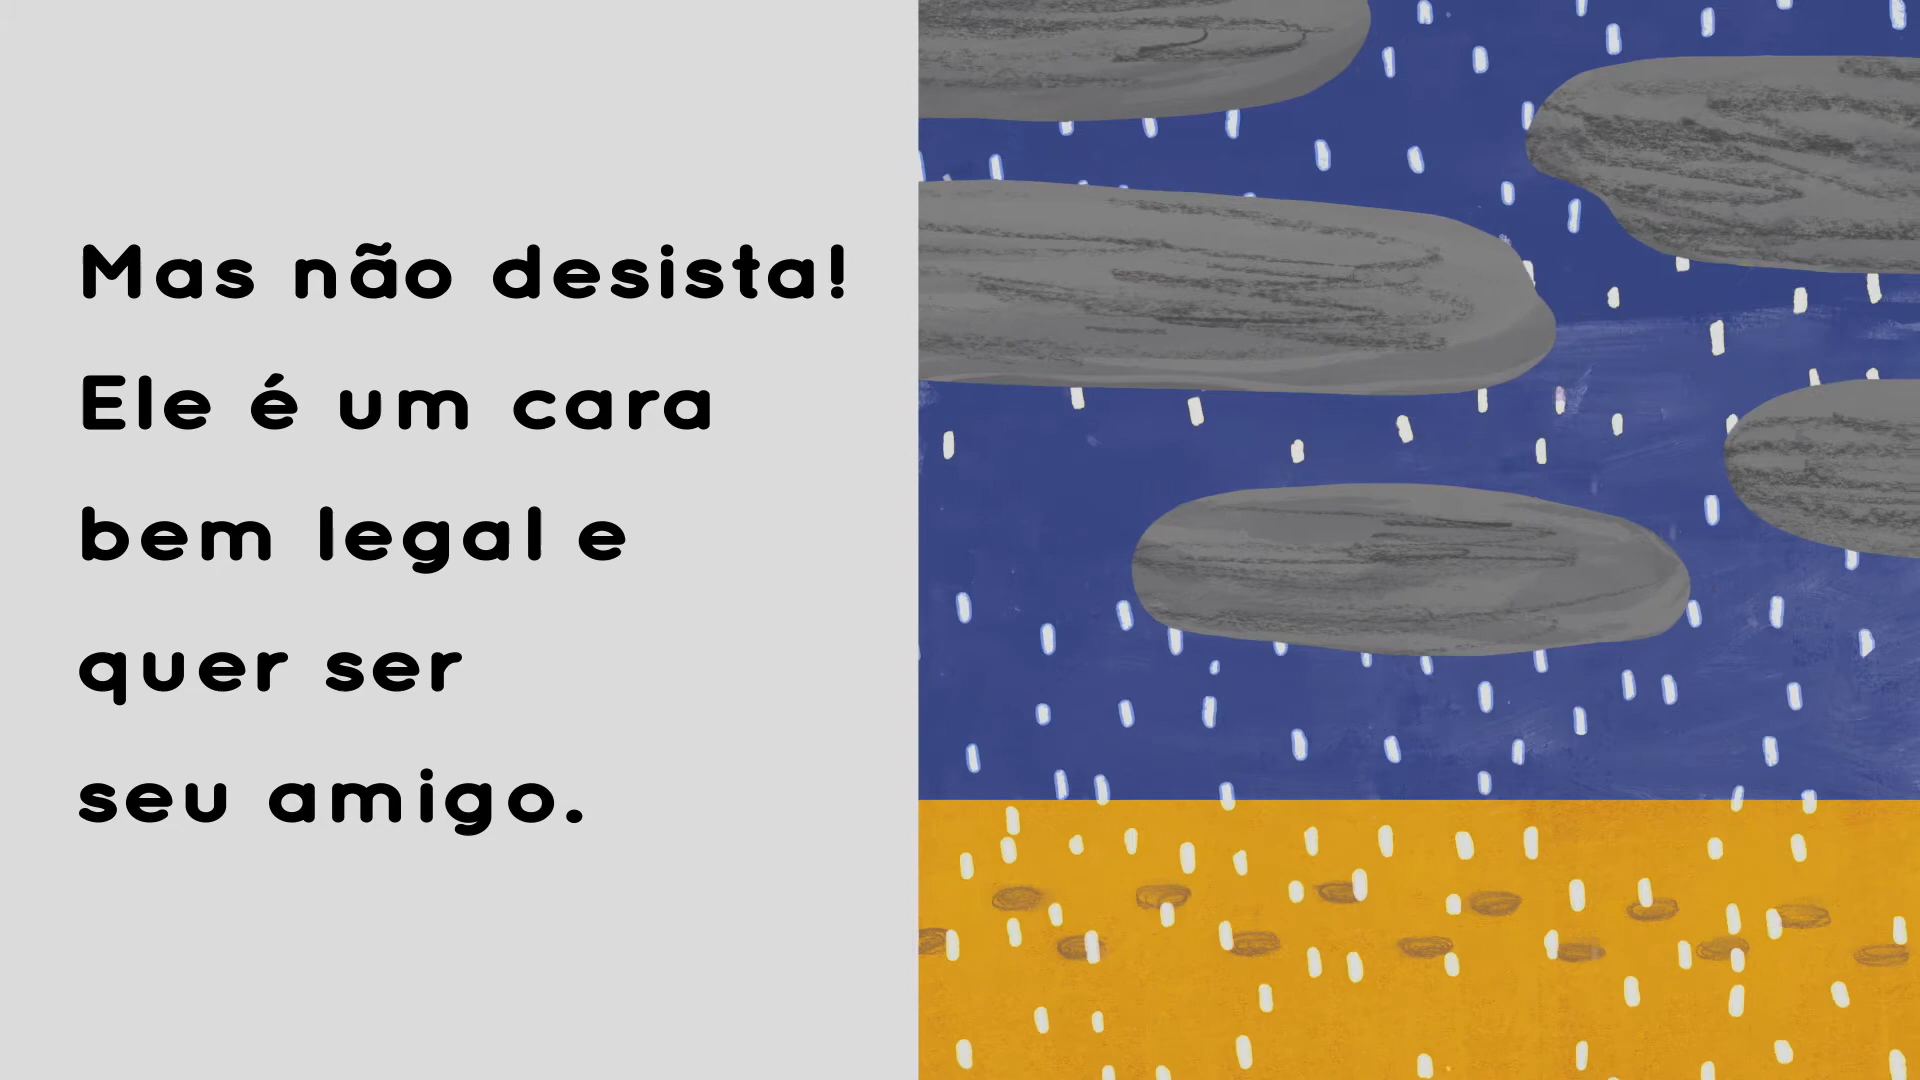 Mas não desista!
Ele é um cara
bem legal e
quer ser
seu amigo.